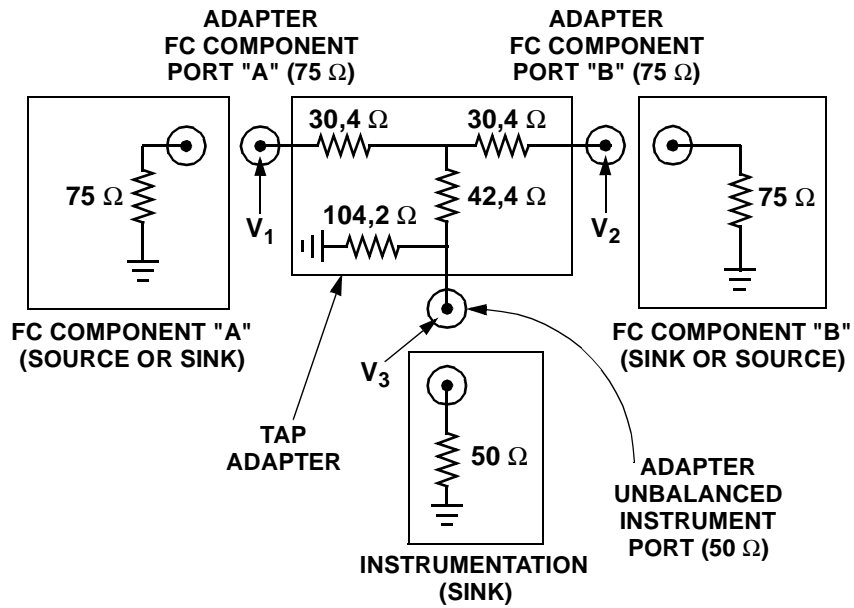 ADAPTER
FC COMPONENT
PORT "A" (75 Ω)
ADAPTER
FC COMPONENT
PORT "B" (75 Ω)
30,4 Ω
30,4 Ω
75 Ω
42,4 Ω
104,2 Ω
75 Ω
V1
V2
FC COMPONENT "A"
(SOURCE OR SINK)
V3
FC COMPONENT "B"
(SINK OR SOURCE)
TAP
ADAPTER
50 Ω
ADAPTER
UNBALANCED
INSTRUMENT
PORT (50 Ω)
INSTRUMENTATION
(SINK)